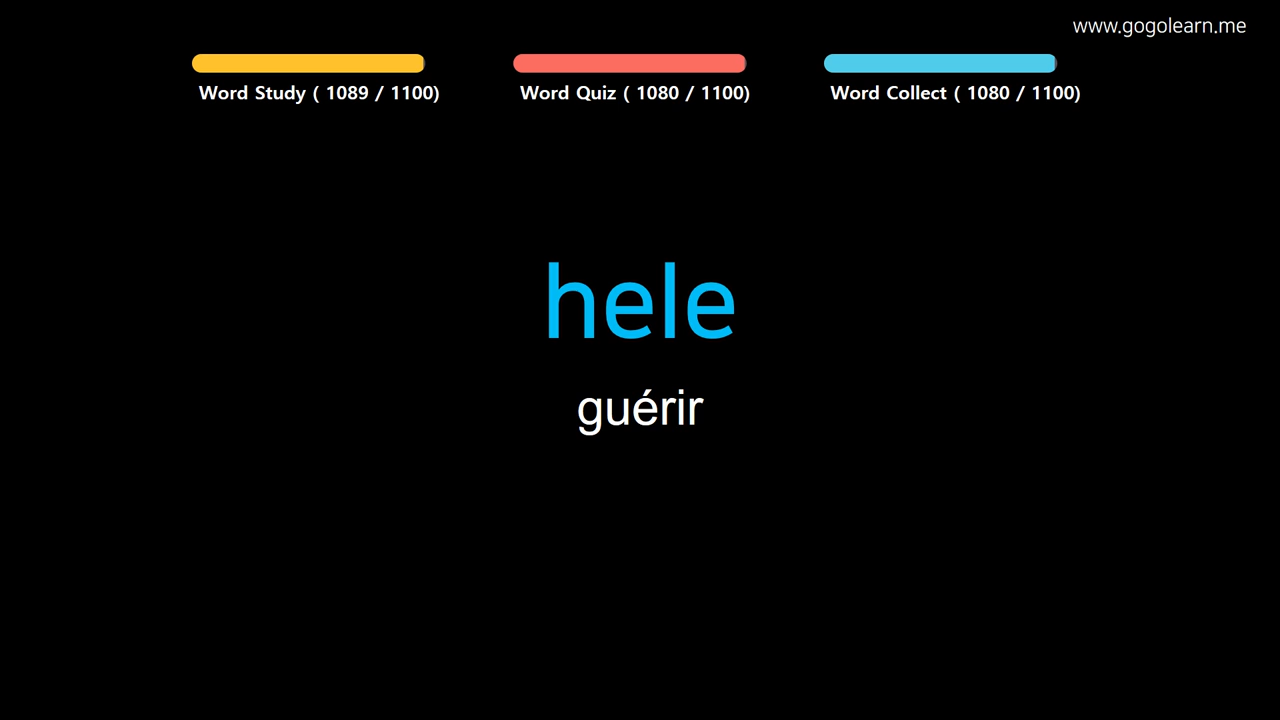 www.gogolearn.me
Word Study ( 1089 / 1100)
Word Quiz ( 1080 / 1100)
Word Collect ( 1080 / 1100)
hele
guérir